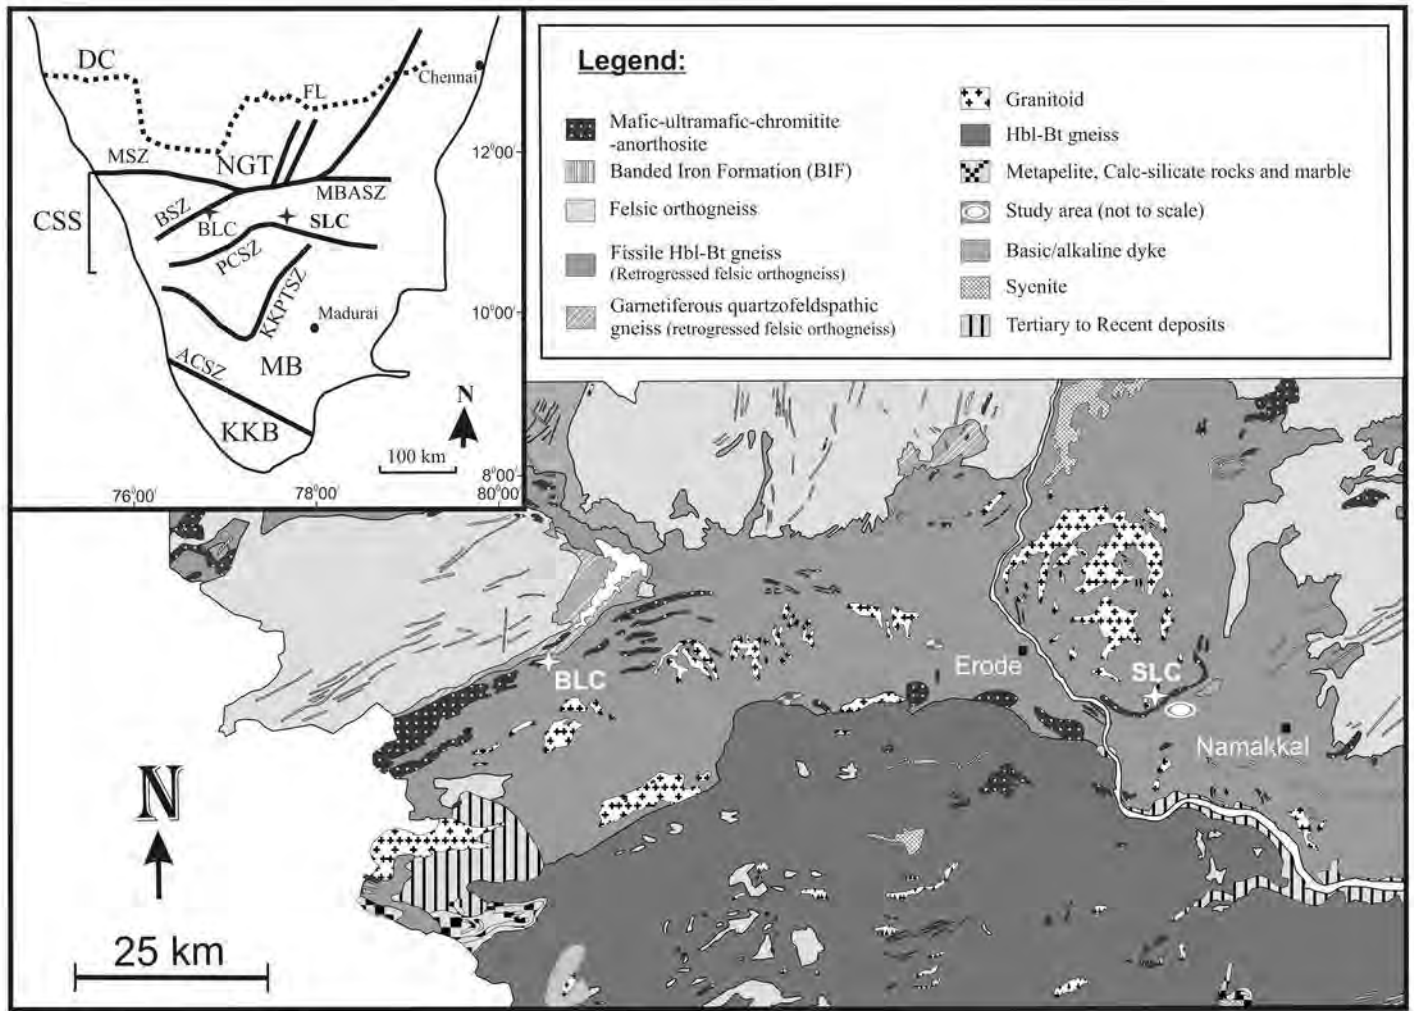 DC
FL
Chennai
MSZ
NGT
12°00'
MBASZ
CSS
BSZ
BLC
SLC
PCSZ
KKPTSZ
10°00'
Madurai
ACSZ
MB
N
KKB
100 km
8°00'
76°00'
78°00'
80°00'
Legend:
Mafic-ultramafic-chromitite
-anorthosite
Banded Iron Formation (BIF)
Felsic orthogneiss
Fissile Hbl-Bt gneiss
(Retrogressed felsic orthogneiss)
Garnetiferous quartzofeldspathic
gneiss (retrogressed felsic orthogneiss)
Granitoid
Hbl-Bt gneiss
Metapelite, Calc-silicate rocks and marble
Study area (not to scale)
Basic/alkaline dyke
Syenite
Tertiary to Recent deposits
Erode
SLC
BLC
Namakkal
N
25 km